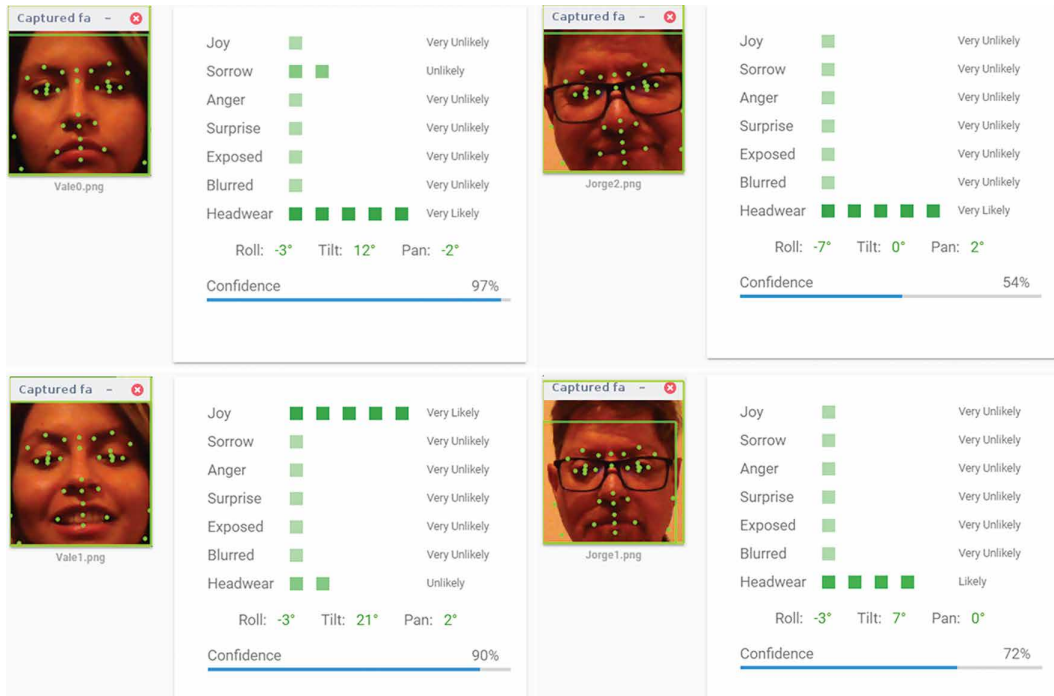 Captured fa –
Joy Very Unlikely
Sorrow Unlikely
Anger Very Unlikely
Surprise Very Unlikely
Exposed Very Unlikely
Blurred Very Unlikely
Headwear Very Likely
Roll: -3° Tilt: 12° Pan: -2°
Confidence 97%
Vale0.png
Captured fa –
Joy Very Unlikely
Sorrow Very Unlikely
Anger Very Unlikely
Surprise Very Unlikely
Exposed Very Unlikely
Blurred Very Unlikely
Headwear Very Likely
Roll: -7° Tilt: 0° Pan: 2°
Confidence 54%
Jorge2.png
Captured fa –
Joy Very Likely
Sorrow Very Unlikely
Anger Very Unlikely
Surprise Very Unlikely
Exposed Very Unlikely
Blurred Very Unlikely
Headwear Unlikely
Roll: -3° Tilt: 21° Pan: 2°
Confidence 90%
Vale1.png
Captured fa –
Joy Very Unlikely
Sorrow Very Unlikely
Anger Very Unlikely
Surprise Very Unlikely
Exposed Very Unlikely
Blurred Very Unlikely
Headwear Likely
Roll: -3° Tilt: 7° Pan: 0°
Confidence 72%
Jorge1.png